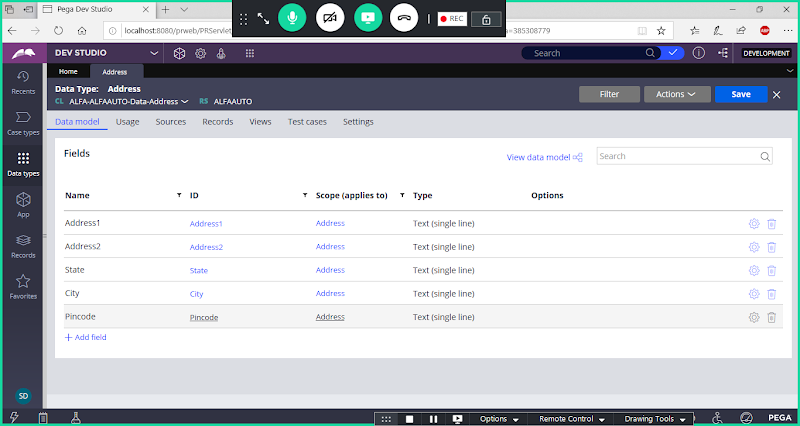 Pega Dev Studio
localhost:8080/prweb/PRServlet
a=385308779
REC
DEV STUDIO
Search
DEVELOPMENT
Home
Address
Data Type: Address
CL ALFA-ALFAAUTO-Data-Address
RS ALFAAUTO
Filter
Actions
Save
Recents
Case types
Data types
App
Records
Favorites
SD
Data model
Usage
Sources
Records
Views
Test cases
Settings
Fields
View data model
Search
Name ID Scope (applies to) Type Options
Address1 Address1 Address Text (single line)
Address2 Address2 Address Text (single line)
State State Address Text (single line)
City City Address Text (single line)
Pincode Pincode Address Text (single line)
+ Add field
Options
Remote Control
Drawing Tools
PEGA